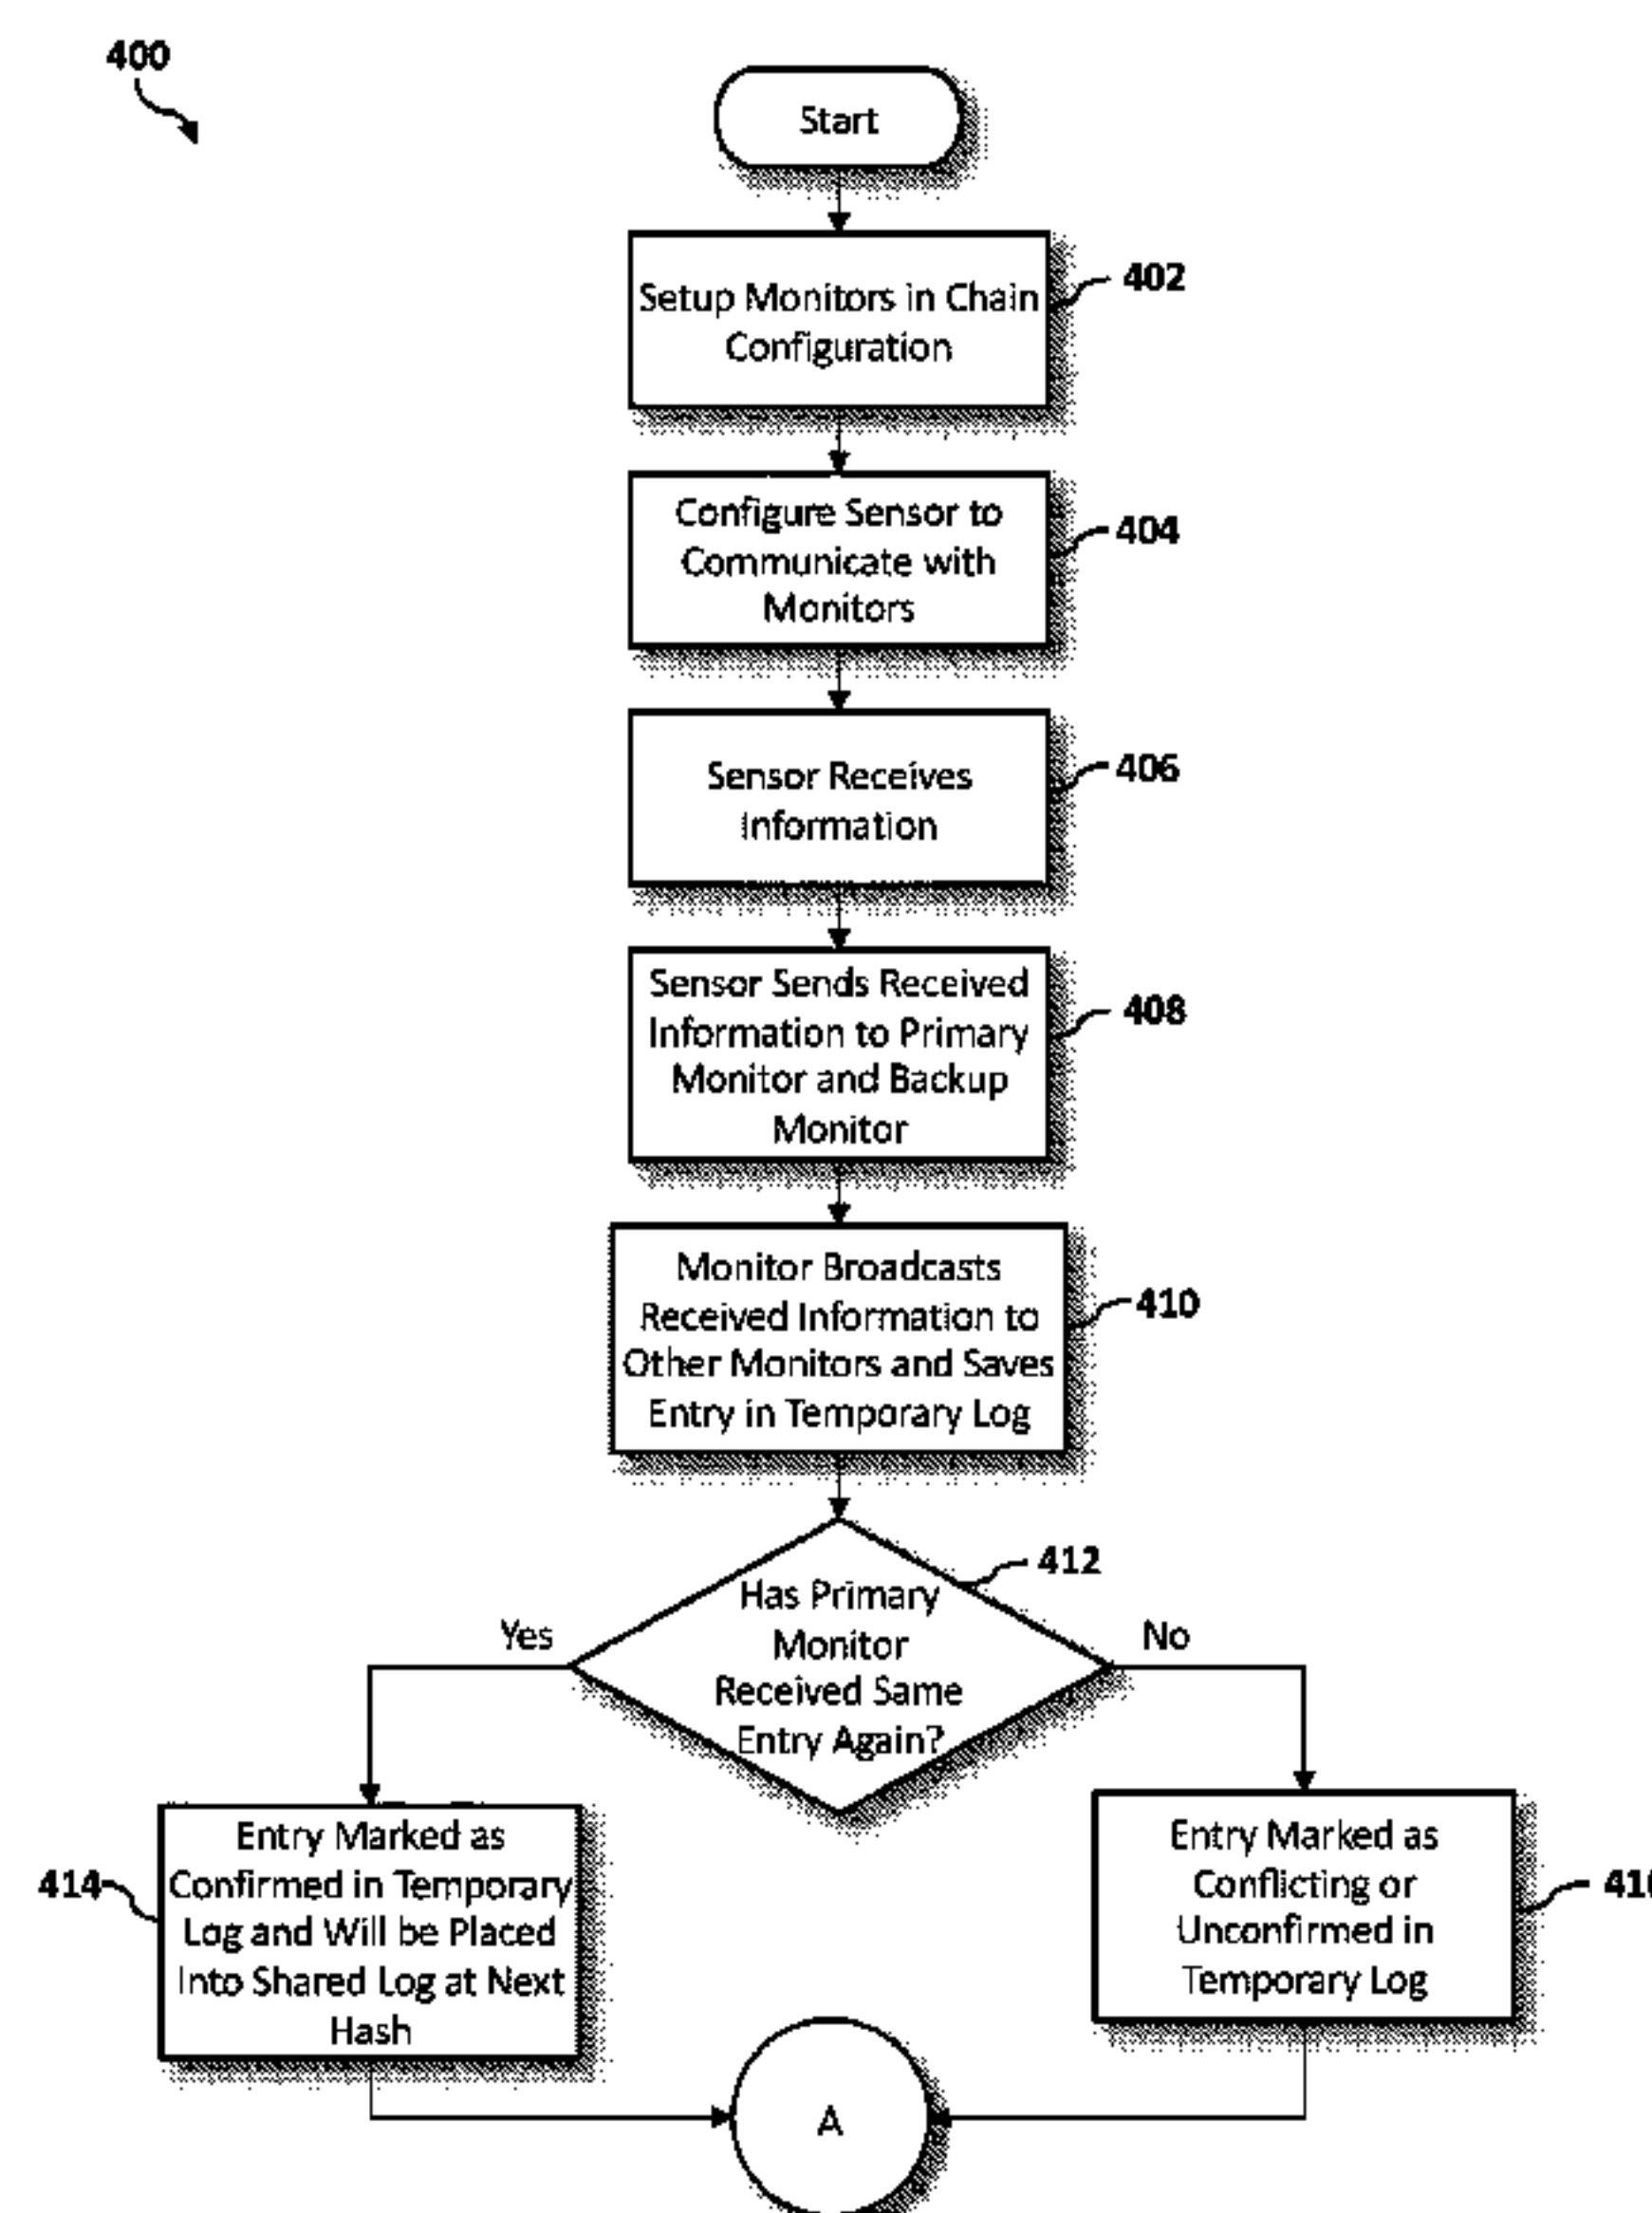 400
Start
Setup Monitors in Chain
Configuration
402
Configure Sensor to
Communicate with
Monitors
404
Sensor Receives
Information
406
Sensor Sends Received
Information to Primary
Monitor and Backup
Monitor
408
Monitor Broadcasts
Received Information to
Other Monitors and Saves
Entry in Temporary Log
410
Has Primary
Monitor
Received Same
Entry Again?
412
Yes
No
Entry Marked as
Confirmed in Temporary
Log and Will be Placed
Into Shared Log at Next
Hash
414
Entry Marked as
Conflicting or
Unconfirmed in
Temporary Log
A